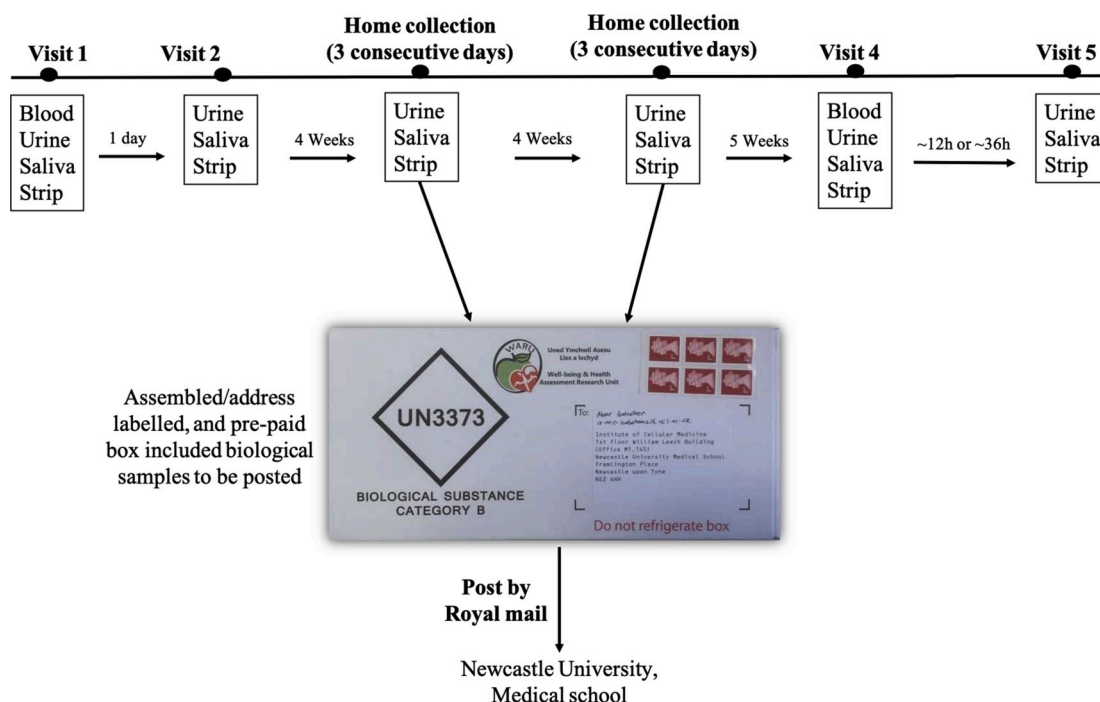 Visit 1
Visit 2
Home collection
(3 consecutive days)
Home collection
(3 consecutive days)
Visit 4
Visit 5
Blood
Urine
Saliva
Strip
1 day
Urine
Saliva
Strip
4 Weeks
Urine
Saliva
Strip
4 Weeks
Urine
Saliva
Strip
5 Weeks
Blood
Urine
Saliva
Strip
~12h or ~36h
Urine
Saliva
Strip
Assembled/address
labelled, and pre-paid
box included biological
samples to be posted
UN3373
BIOLOGICAL SUBSTANCE
CATEGORY B
WARU
Uned Ymchwil Asesu
Lles a Iechyd
Well-being & Health
Assessment Research Unit
To:
Institute of Cellular Medicine
1st Floor William Leech Building
(Office M1.145)
Newcastle University Medical School
Framlington Place
Newcastle upon Tyne
NE2 4HH
Do not refrigerate box
Post by
Royal mail
Newcastle University,
Medical school